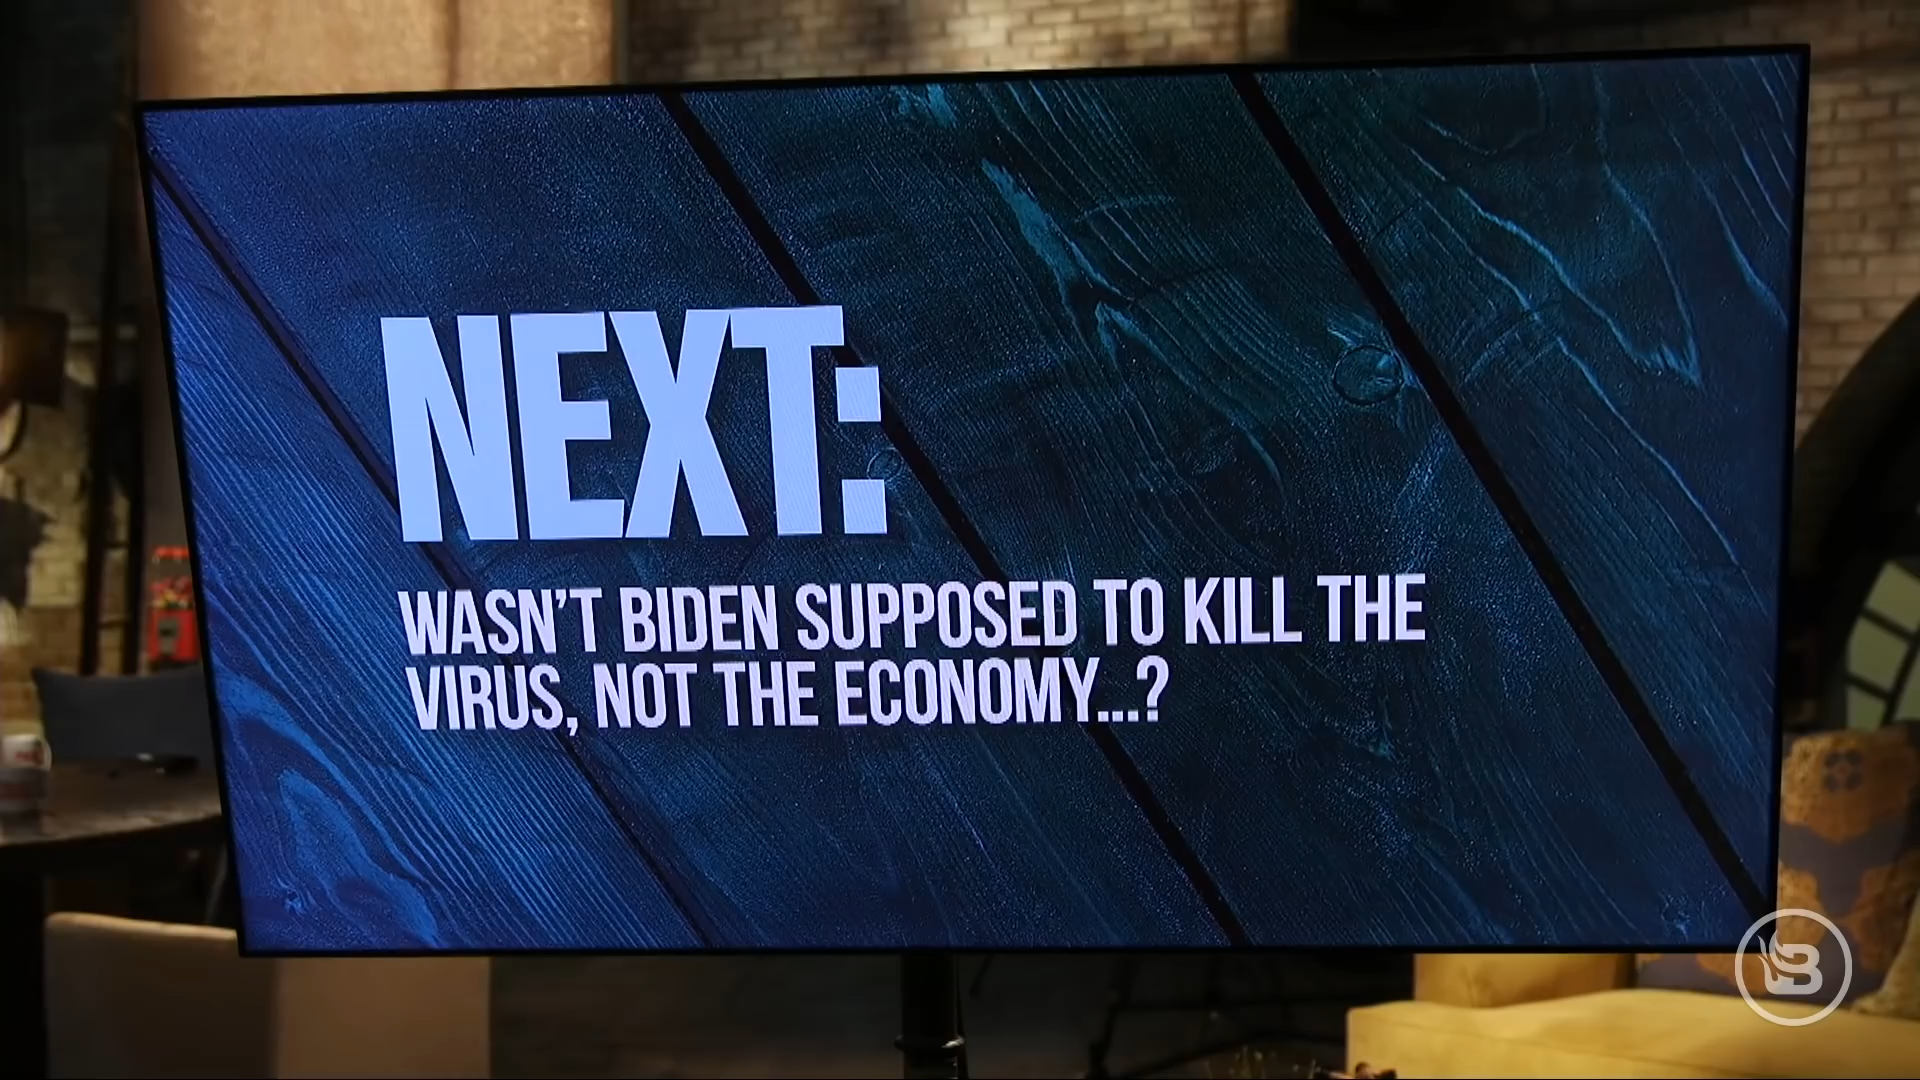 NEXT:
WASN'T BIDEN SUPPOSED TO KILL THE
VIRUS, NOT THE ECONOMY...?
B